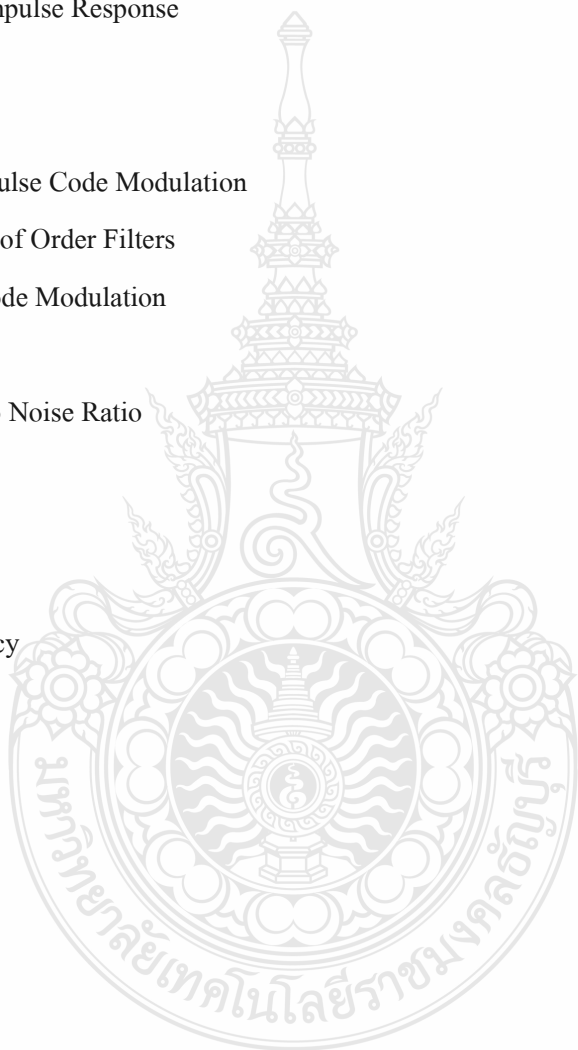 pulse Response
ulse Code Modulation
of Order Filters
de Modulation
Noise Ratio
cy
มหาวิทยาลัยเทคโนโลยีราชมงคลธัญบุรี